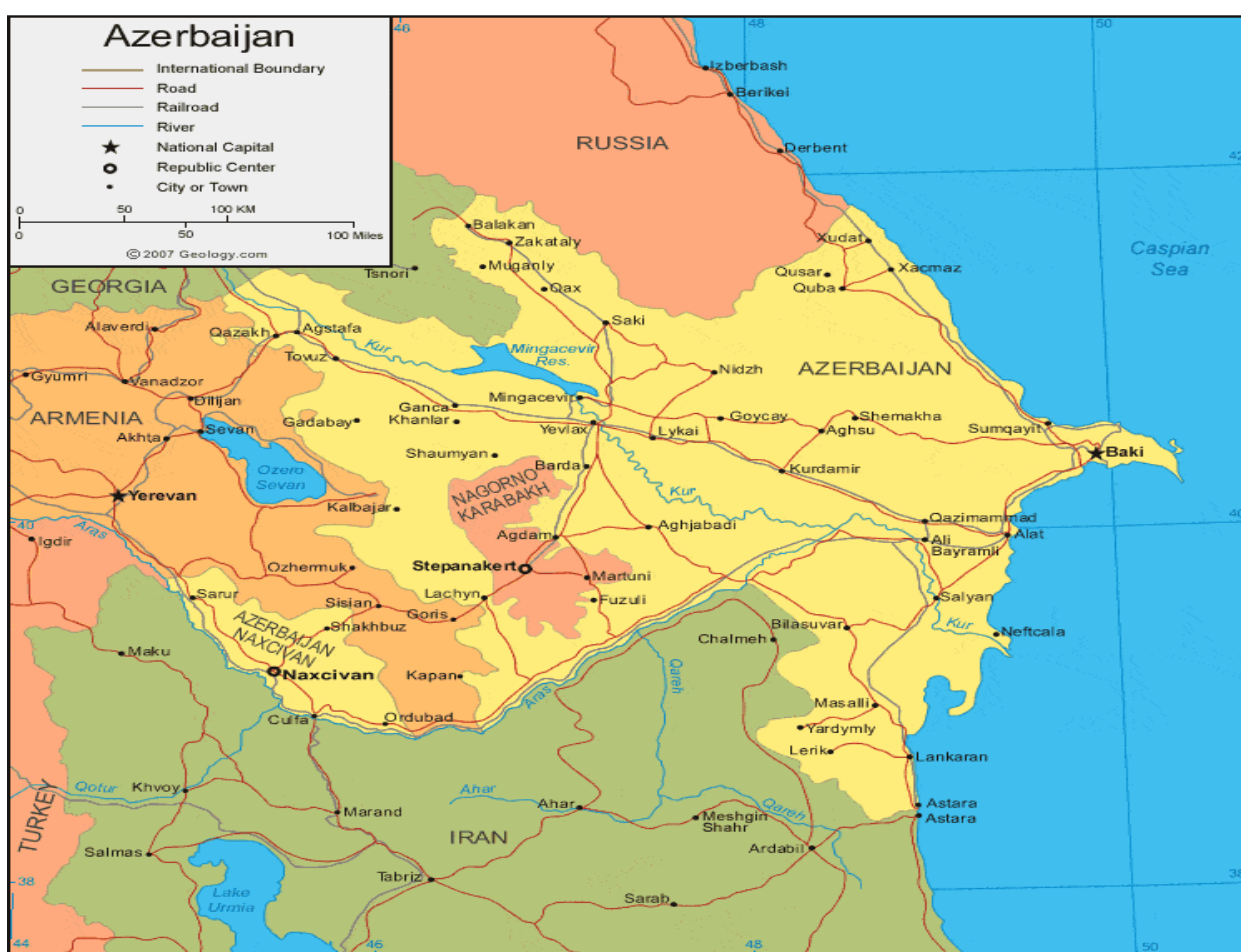 Azerbaijan
International Boundary
Road
Railroad
River
National Capital
Republic Center
City or Town
0 50 100 KM
0 50 100 Miles
© 2007 Geology.com
46
48
50
Izberbash
Berikei
RUSSIA
Derbent
42
Balakan
Zakataly
Xudat
Caspian
Sea
Tsnori
Muganly
Qusar
Xacmaz
GEORGIA
Qax
Quba
Alaverdi
Qazakh
Agstafa
Saki
Kur
Mingacevir
Res.
Tovuz
AZERBAIJAN
Gyumri
Vanadzor
Nidzh
Dilijan
Mingacevir
ARMENIA
Ganca
Gadabay
Khanlar
Goycay
Shemakha
Sevan
Yevlax
Sumqayit
Akhta
Lykai
Aghsu
Shaumyan
Baki
Ozero
Sevan
Barda
Kurdamir
NAGORNO
KARABAKH
Yerevan
Kur
Kalbajar
40
Aras
Qazimammad
40
Aghjabadi
Igdir
Agdam
Ali
Bayramli
Alat
Ozhermuk
Stepanakert
Martuni
Sarur
Lachyn
Fuzuli
Salyan
Sisian
Goris
AZERBAIJAN
NAXCIVAN
Shakhbuz
Bilasuvar
Kur
Neftcala
Chalmeh
Maku
Qareh
Naxcivan
Kapan
Aras
Masalli
Culfa
Ordubad
Yardymly
Lerik
Lankaran
Qotur
Khvoy
Ahar
Marand
Ahar
Qareh
Astara
Astara
Meshgin
Shahr
TURKEY
IRAN
Salmas
Ardabil
Tabriz
38
Lake
Urmia
38
Sarab
44
46
48
50